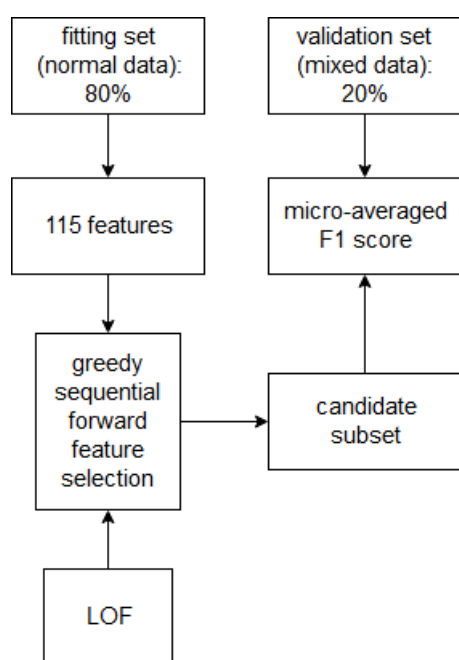 fitting set
(normal data):
80%
validation set
(mixed data):
20%
115 features
micro-averaged
F1 score
greedy
sequential
forward
feature
selection
candidate
subset
LOF